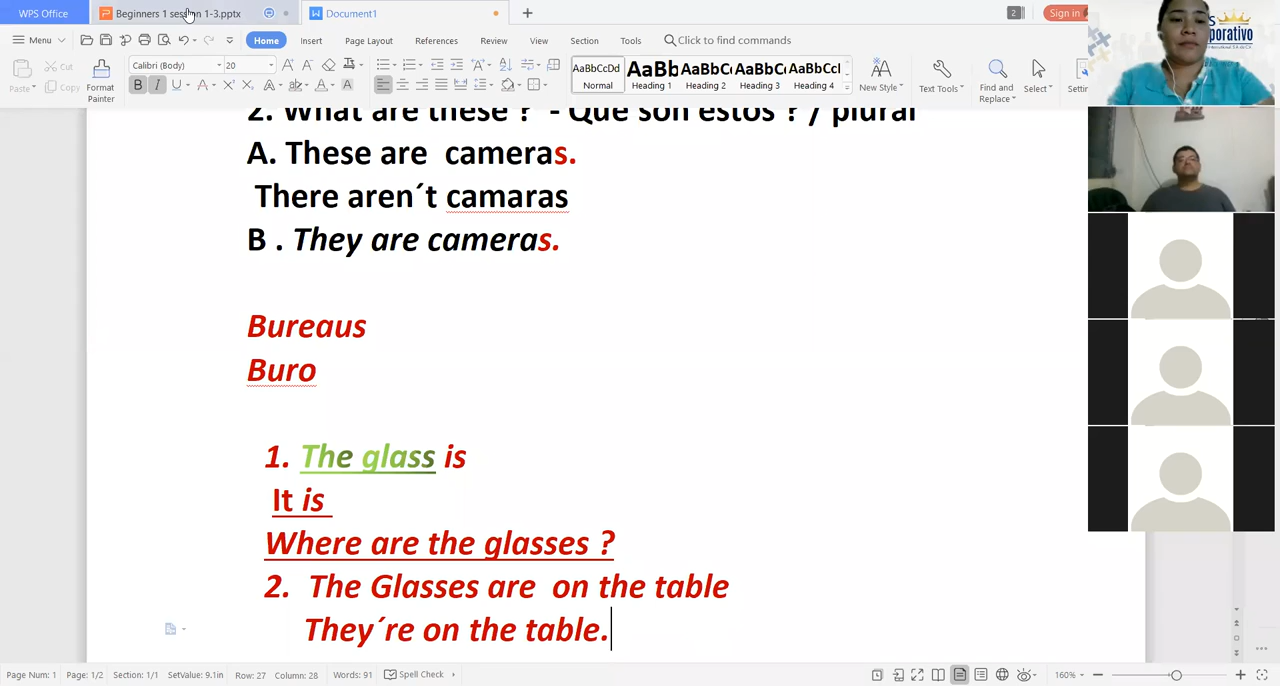 WPS Office
Beginners 1 session 1-3.pptx
Document1
2
Sign in
Menu
Home
Insert
Page Layout
References
Review
View
Section
Tools
Click to find commands
Paste
Cut
Copy
Format Painter
Calibri (Body)
20
AaBbCcDd
Normal
Heading 1
Heading 2
Heading 3
Heading 4
New Style
Text Tools
Find and Replace
Select
2. What are these ? - Que son estos ? / plural
A. These are cameras.
There aren´t camaras
B . They are cameras.
Bureaus
Buro
1. The glass is
It is
Where are the glasses ?
2. The Glasses are on the table
They´re on the table.
Page Num: 1
Page: 1/2
Section: 1/1
SetValue: 9.1in
Row: 27
Column: 28
Words: 91
Spell Check
160%